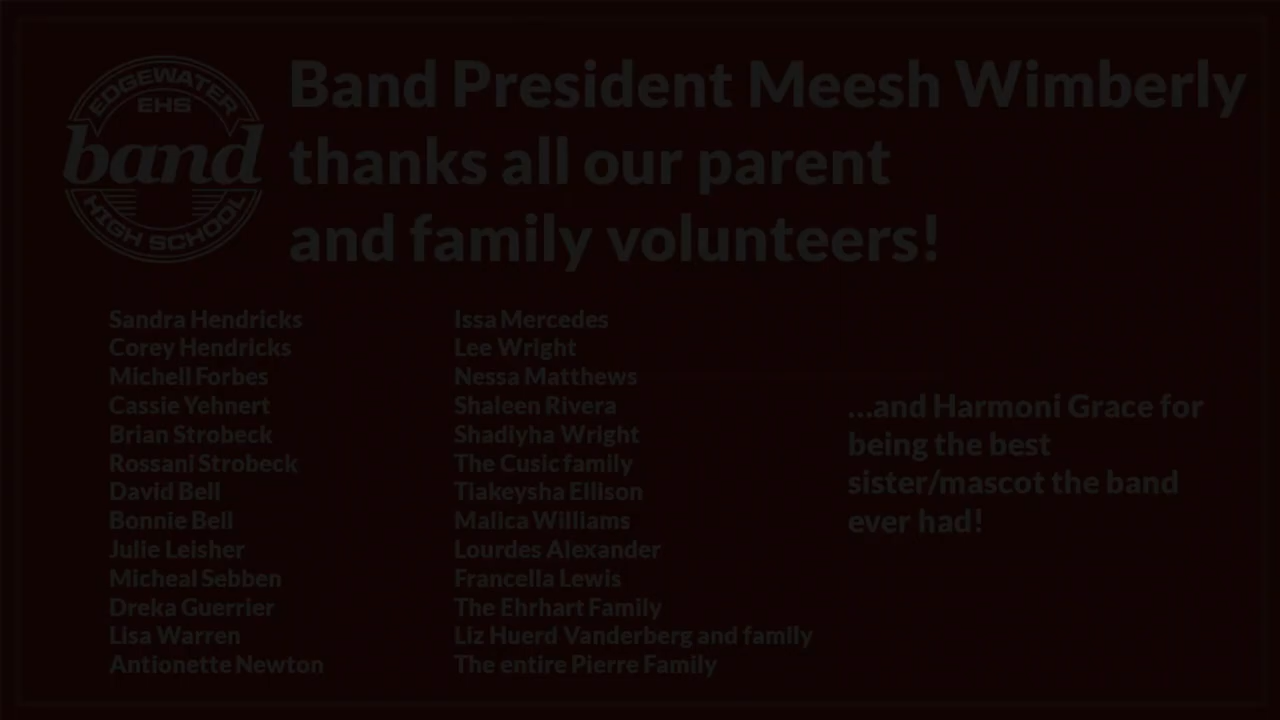 EDGEWATER
EHS
band
HIGH SCHOOL
Band President Meesh Wimberly
thanks all our parent
and family volunteers!
Sandra Hendricks
Corey Hendricks
Michell Forbes
Cassie Yehnert
Brian Strobeck
Rossani Strobeck
David Bell
Bonnie Bell
Julie Leisher
Micheal Sebben
Dreka Guerrier
Lisa Warren
Antionette Newton
Issa Mercedes
Lee Wright
Nessa Matthews
Shaleen Rivera
Shadiyha Wright
The Cusic family
Tiakeysha Ellison
Malica Williams
Lourdes Alexander
Francella Lewis
The Ehrhart Family
Liz Huerd Vanderberg and family
The entire Pierre Family
...and Harmoni Grace for
being the best
sister/mascot the band
ever had!